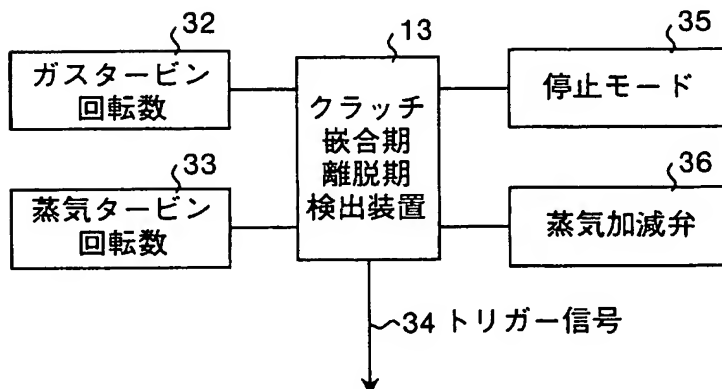 32
ガスタービン
回転数
33
蒸気タービン
回転数
13
クラッチ
嵌合期
離脱期
検出装置
35
停止モード
36
蒸気加減弁
34 トリガー信号